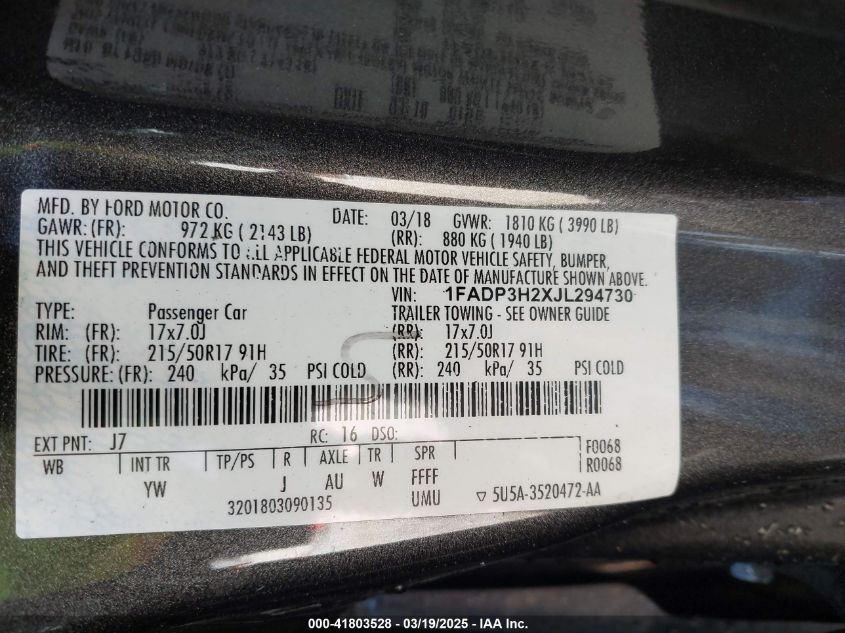 MFD. BY FORD MOTOR CO. DATE: 03/18 GVWR: 1810 KG ( 3990 LB)
GAWR: (FR): 972 KG ( 2143 LB) (RR): 880 KG ( 1940 LB)
THIS VEHICLE CONFORMS TO ALL APPLICABLE FEDERAL MOTOR VEHICLE SAFETY, BUMPER,
AND THEFT PREVENTION STANDARDS IN EFFECT ON THE DATE OF MANUFACTURE SHOWN ABOVE.
VIN: 1FADP3H2XJL294730
TYPE: Passenger Car TRAILER TOWING - SEE OWNER GUIDE
RIM: (FR): 17x7.0J (RR): 17x7.0J
TIRE: (FR): 215/50R17 91H (RR): 215/50R17 91H
PRESSURE: (FR): 240 kPa/ 35 PSI COLD (RR): 240 kPa/ 35 PSI COLD
EXT PNT: J7 RC: 16 DSO: F0068
WB INT TR TP/PS R AXLE TR SPR R0068
YW J AU W FFFF
3201803090135 UMU ▽ 5U5A-3520472-AA
000-41803528 - 03/19/2025 - IAA Inc.